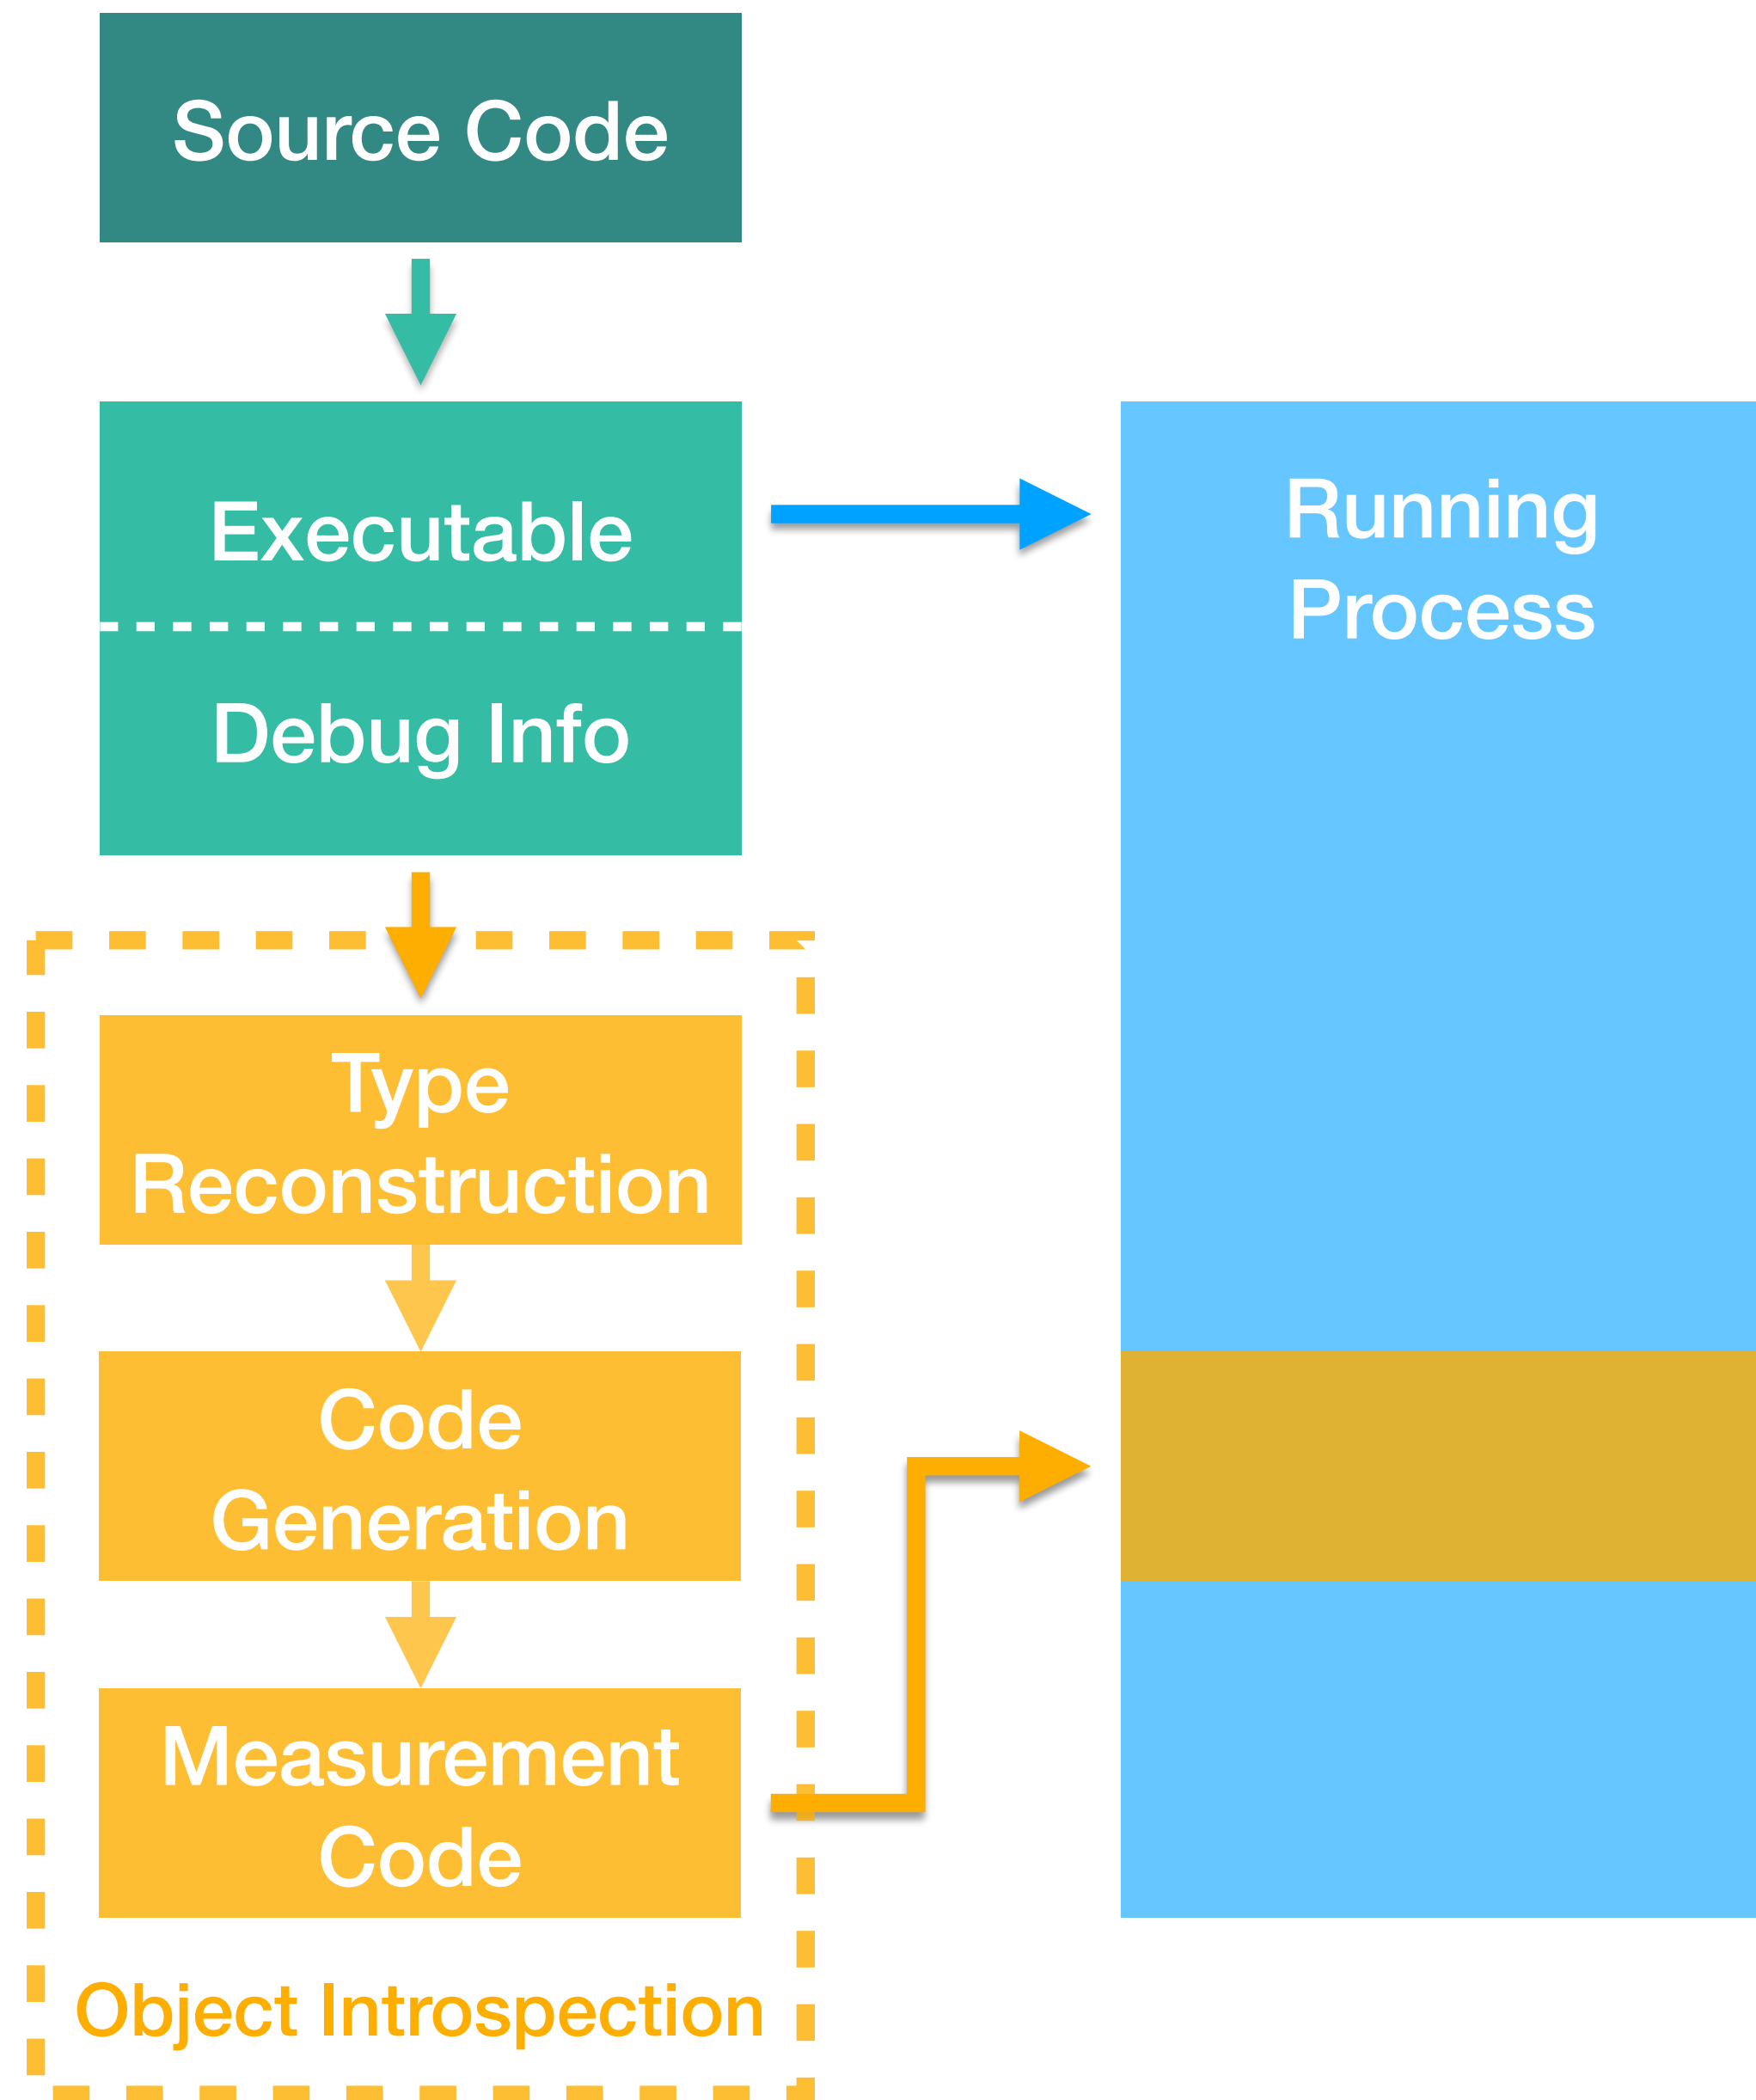 Source Code
Executable
Debug Info
Running
Process
Type
Reconstruction
Code
Generation
Measurement
Code
Object Introspection